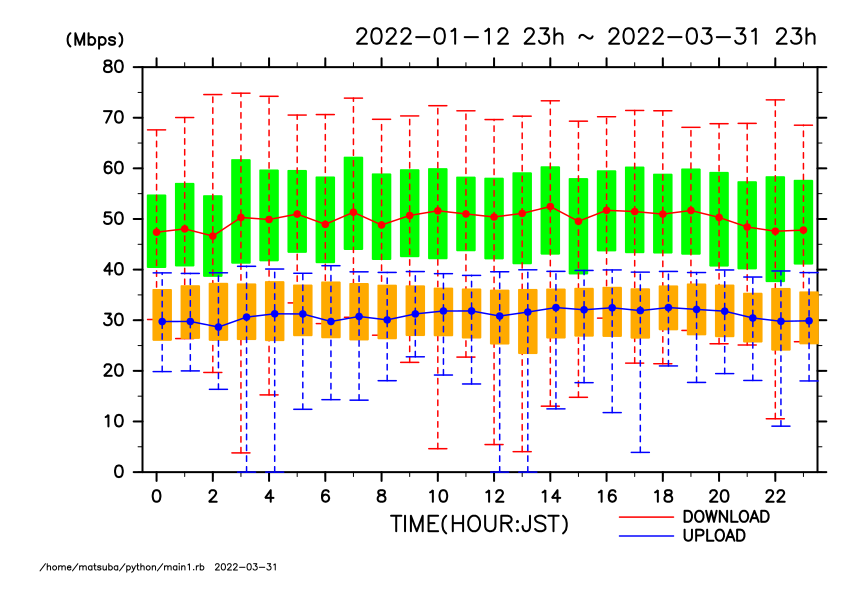 (Mbps)
2022-01-12 23h ~ 2022-03-31 23h
80
70
60
50
40
30
20
10
0
0 2 4 6 8 10 12 14 16 18 20 22
TIME(HOUR:JST)
DOWNLOAD
UPLOAD
/home/matsuba/python/main1.rb 2022-03-31